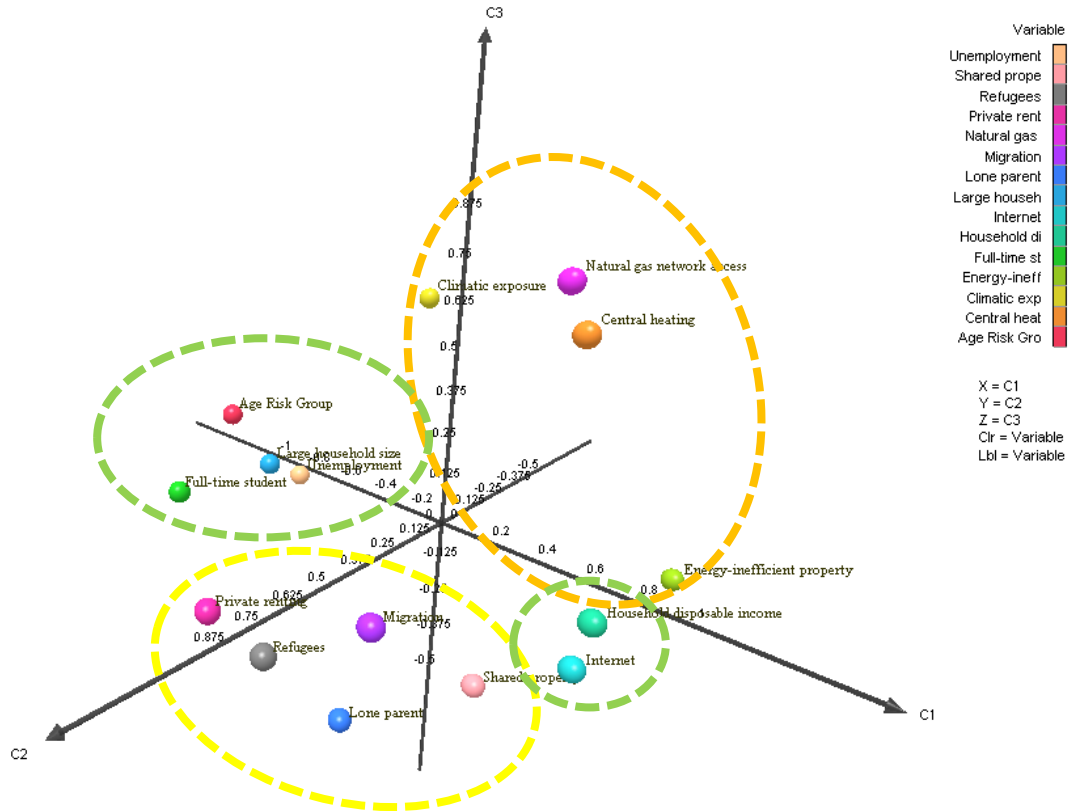 C3
Variable
Unemployment
Shared prope
Refugees
Private rent
Natural gas
Migration
Lone parent
Large househ
Internet
Household di
Full-time st
Energy-ineff
Climatic exp
Central heat
Age Risk Gro
X = C1
Y = C2
Z = C3
Clr = Variable
Lbl = Variable
0.875
0.75
Natural gas network access
Climatic exposure
0.625
Central heating
0.5
0.375
Age Risk Group
0.25
Large household size
Unemployment
Full-time student
-0.4
-0.2
0
0.125
-0.25
-0.375
-0.5
0.125
0.125
0.25
0.2
0.4
-0.125
0.5
0.6
Energy-inefficient property
0.625
0.8
Private renting
0.75
Household disposable income
0.875
Migration
-0.375
Refugees
-0.5
Internet
Shared property
Lone parent
C1
C2